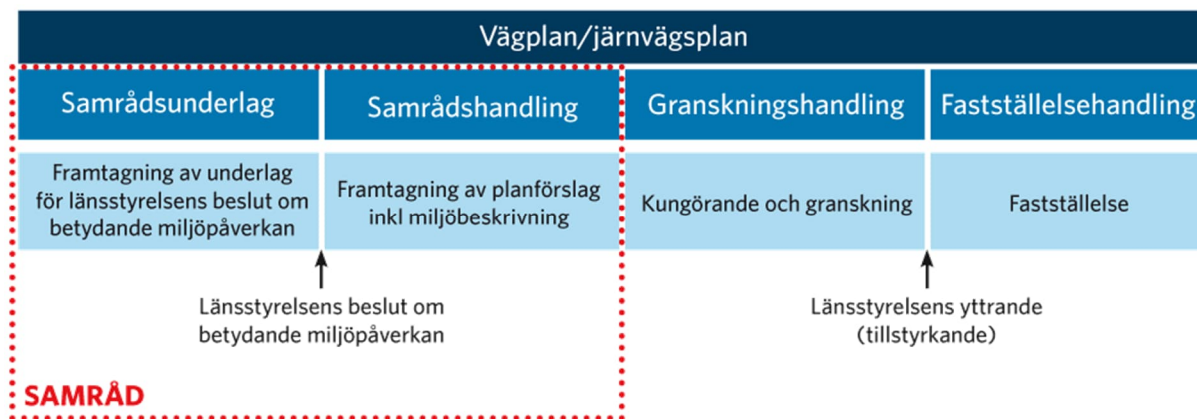 Vägplan/järnvägsplan
Samrådsunderlag
Samrådshandling
Granskningshandling
Fastställelsehandling
Framtagning av underlag
för länsstyrelsens beslut om
betydande miljöpåverkan
Framtagning av planförslag
inkl miljöbeskrivning
Kungörande och granskning
Fastställelse
Länsstyrelsens beslut om
betydande miljöpåverkan
Länsstyrelsens yttrande
(tillstyrkande)
SAMRÅD